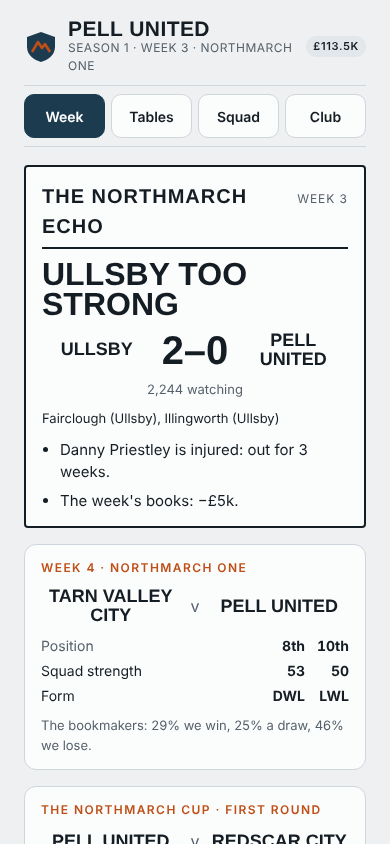 PELL UNITED
SEASON 1 · WEEK 3 · NORTHMARCH
ONE
£113.5K
Week
Tables
Squad
Club
THE NORTHMARCH
ECHO
WEEK 3
ULLSBY TOO
STRONG
ULLSBY
2–0
PELL
UNITED
2,244 watching
Fairclough (Ullsby), Illingworth (Ullsby)
• Danny Priestley is injured: out for 3
weeks.
• The week's books: −£5k.
WEEK 4 · NORTHMARCH ONE
TARN VALLEY
CITY
v
PELL UNITED
Position 8th 10th
Squad strength 53 50
Form DWL LWL
The bookmakers: 29% we win, 25% a draw, 46%
we lose.
THE NORTHMARCH CUP · FIRST ROUND
PELL UNITED v REDSCAR CITY